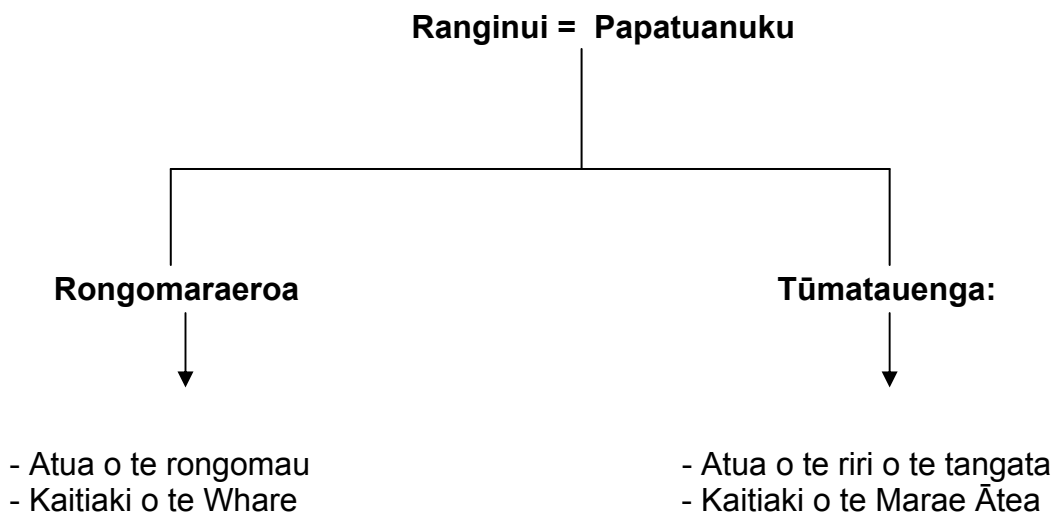 Ranginui = Papatuanuku
Rongomaraeroa
Tūmatauenga:
- Atua o te rongomau
- Kaitiaki o te Whare
- Atua o te riri o te tangata
- Kaitiaki o te Marae Ātea